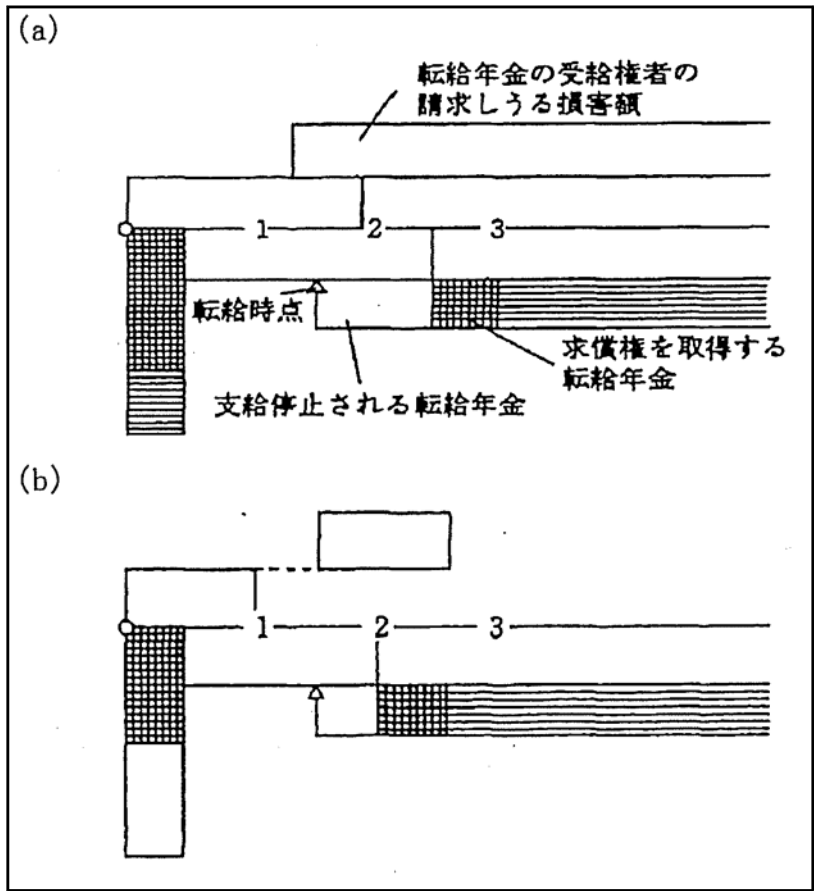 (a)
転給年金の受給権者の
請求しうる損害額
1 2 3
転給時点
求償権を取得する
転給年金
支給停止される転給年金
(b)
1 2 3